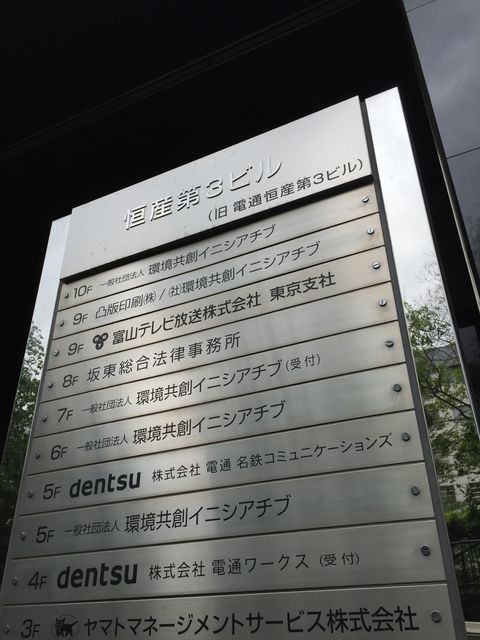 恒産第3ビル
(旧 電通恒産第3ビル)
10F 一般社団法人 環境共創イニシアチブ
9F 凸版印刷(株)/(社)環境共創イニシアチブ
9F 富山テレビ放送株式会社 東京支社
8F 坂東総合法律事務所
7F 一般社団法人 環境共創イニシアチブ(受付)
6F 一般社団法人 環境共創イニシアチブ
5F dentsu 株式会社 電通 名鉄コミュニケーションズ
5F 一般社団法人 環境共創イニシアチブ
4F dentsu 株式会社 電通ワークス (受付)
3F ヤマトマネージメントサービス株式会社